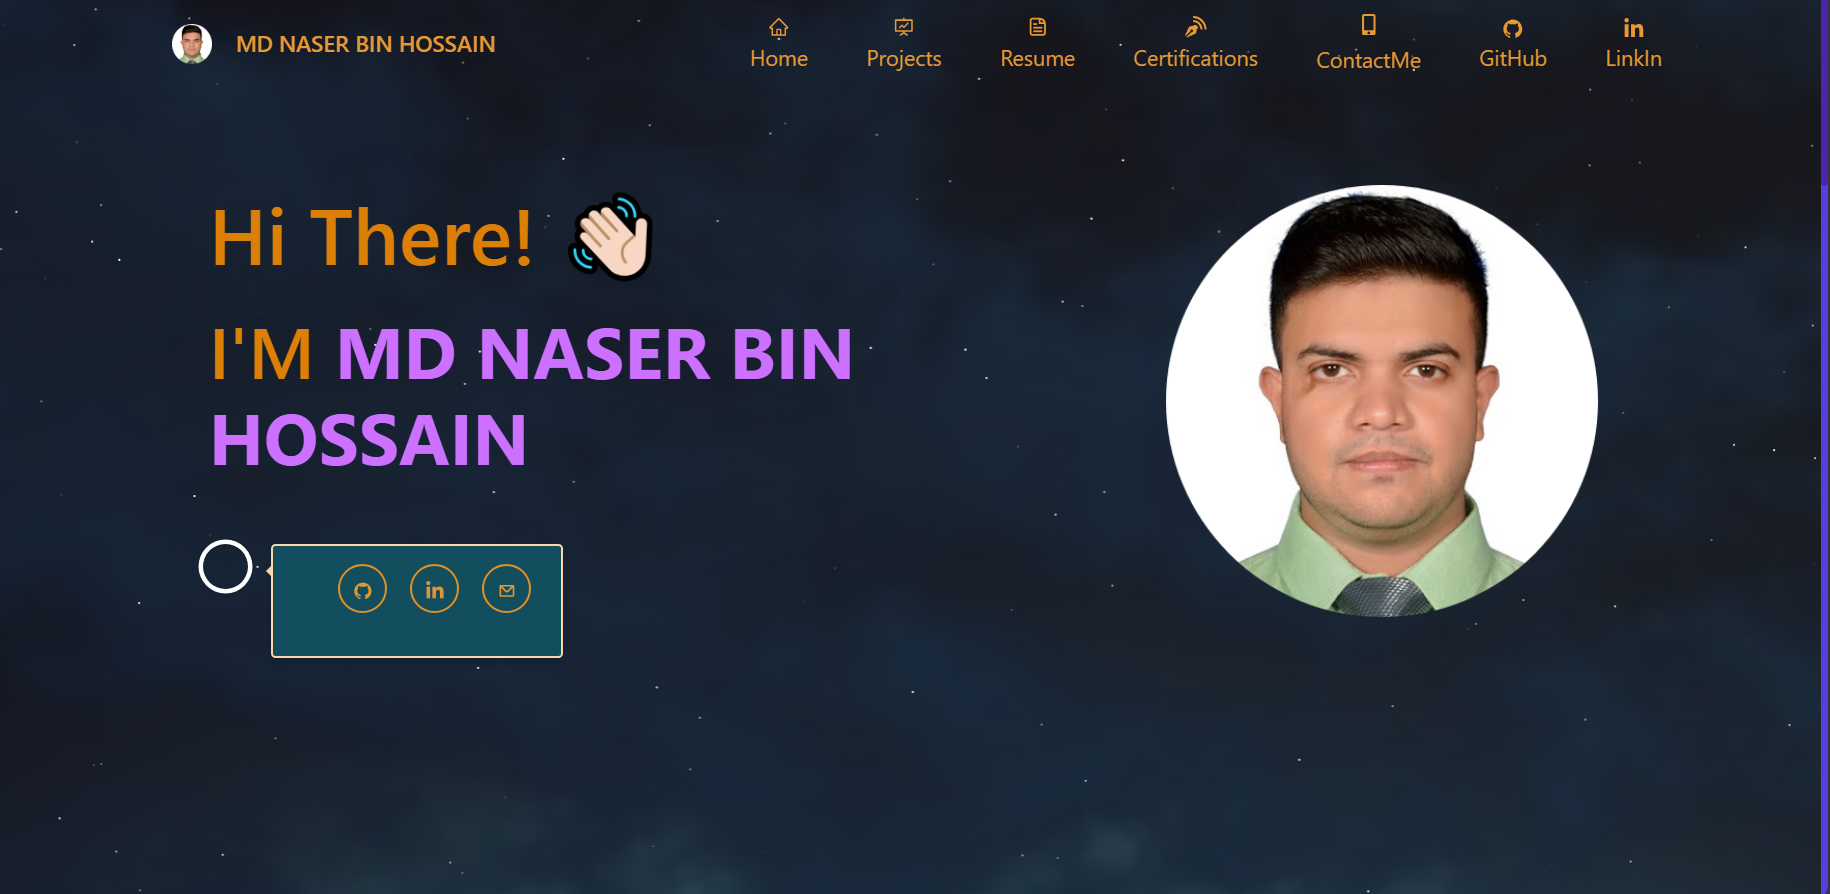 MD NASER BIN HOSSAIN
Home
Projects
Resume
Certifications
ContactMe
GitHub
LinkIn
Hi There! 👋🏻
I'M MD NASER BIN
HOSSAIN